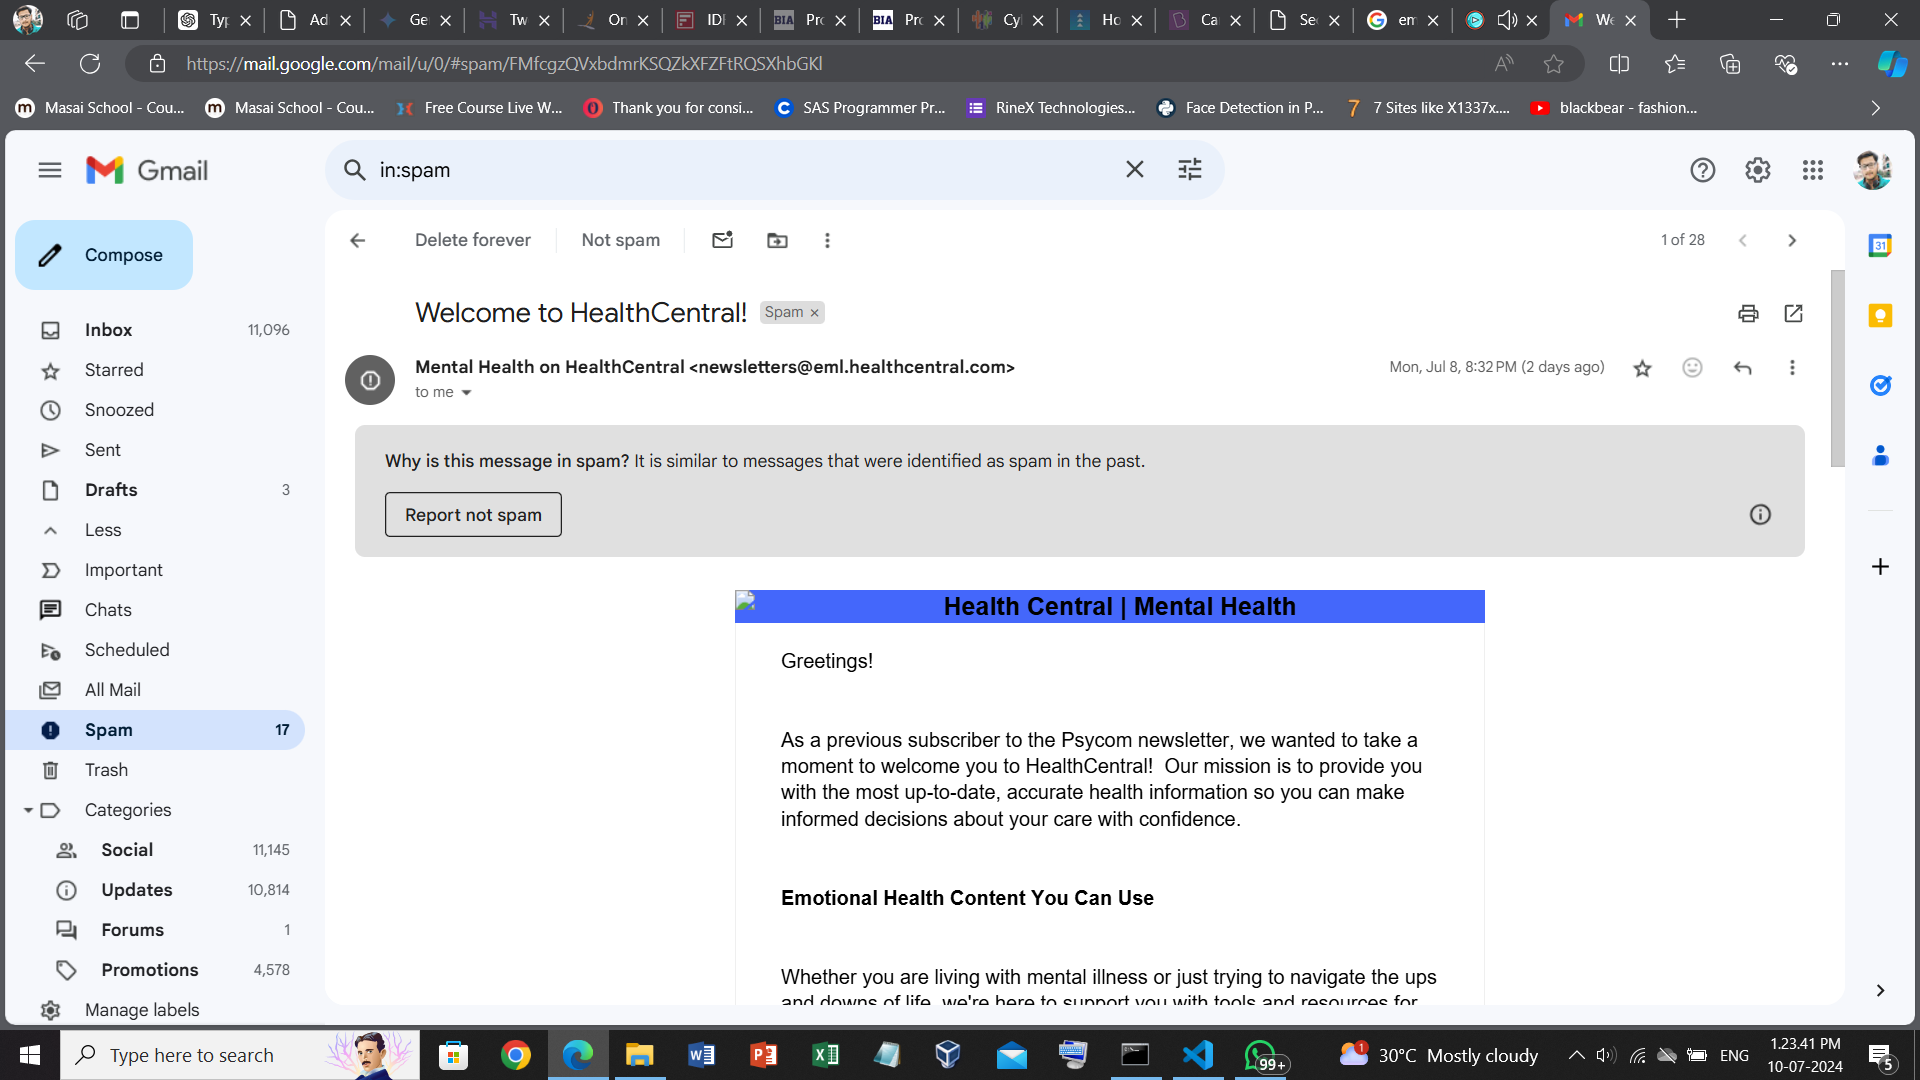 Typ
Ad
Ge
Tw
On
IDI
BIA Pro
BIA Pro
Cyl
Ho
Ca
Se
em
We
https://mail.google.com/mail/u/0/#spam/FMfcgzQVxbdmrKSQZkXFZFtRQSXhbGKl
Masai School - Cou...
Masai School - Cou...
Free Course Live W...
Thank you for consi...
SAS Programmer Pr...
RineX Technologies...
Face Detection in P...
7 Sites like X1337x....
blackbear - fashion...
Gmail
in:spam
Compose
Inbox 11,096
Starred
Snoozed
Sent
Drafts 3
Less
Important
Chats
Scheduled
All Mail
Spam 17
Trash
Categories
Social 11,145
Updates 10,814
Forums 1
Promotions 4,578
Manage labels
Delete forever
Not spam
1 of 28
Welcome to HealthCentral! Spam ×
Mental Health on HealthCentral <newsletters@eml.healthcentral.com>
Mon, Jul 8, 8:32 PM (2 days ago)
to me
Why is this message in spam? It is similar to messages that were identified as spam in the past.
Report not spam
Health Central | Mental Health
Greetings!
As a previous subscriber to the Psycom newsletter, we wanted to take a
moment to welcome you to HealthCentral!  Our mission is to provide you
with the most up-to-date, accurate health information so you can make
informed decisions about your care with confidence.
Emotional Health Content You Can Use
Whether you are living with mental illness or just trying to navigate the ups
and downs of life, we're here to support you with tools and resources for
31
Type here to search
99+
1
30°C Mostly cloudy
ENG
1.23.41 PM
10-07-2024
5